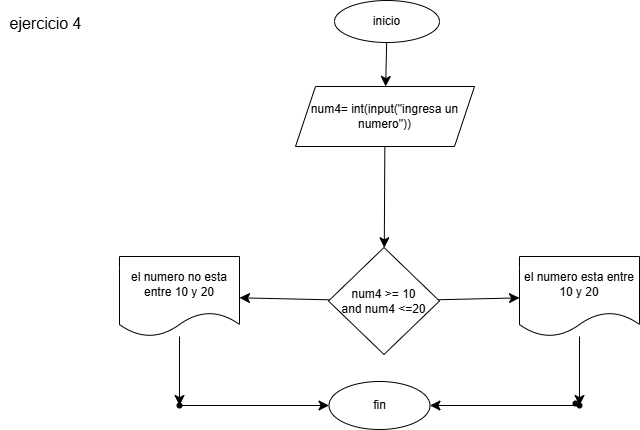 ejercicio 4
inicio
num4= int(input("ingresa un
numero"))
el numero no esta
entre 10 y 20
num4 >= 10
and num4 <=20
el numero esta entre
10 y 20
fin